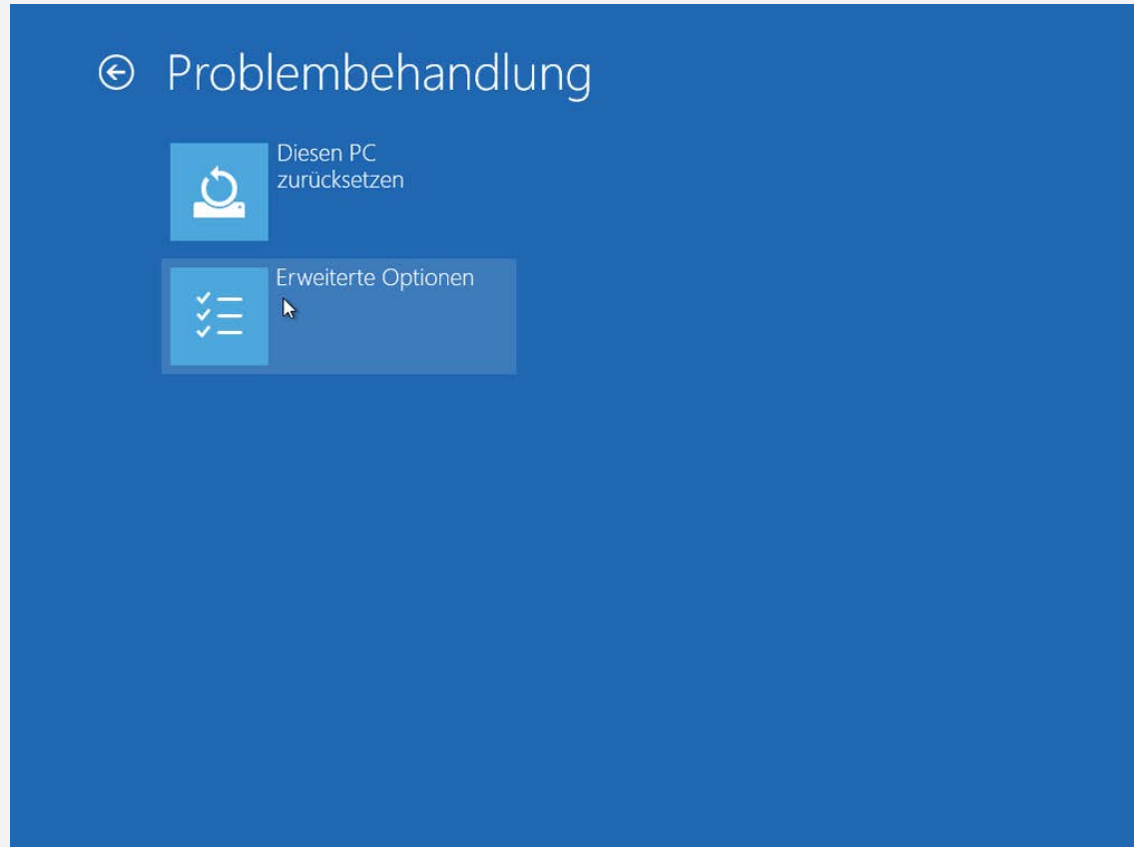 Problembehandlung
Diesen PC
zurücksetzen
Erweiterte Optionen